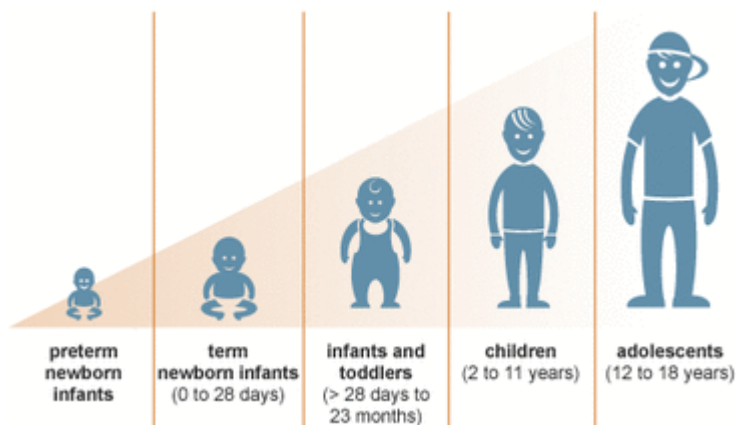 preterm
newborn
infants
term
newborn infants
(0 to 28 days)
infants and
toddlers
(> 28 days to
23 months)
children
(2 to 11 years)
adolescents
(12 to 18 years)